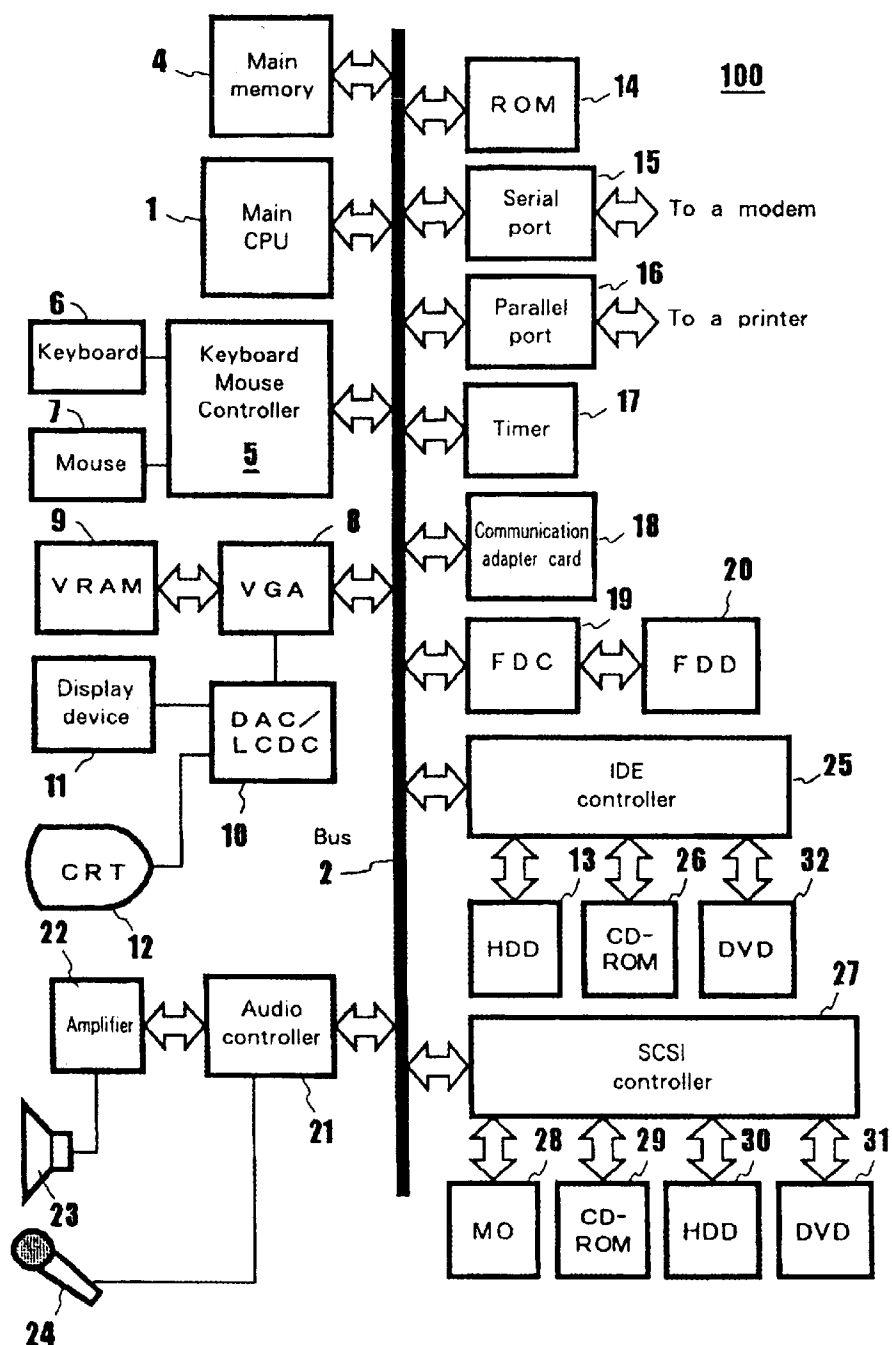 100
4
Main
memory
14
ROM
1
Main
CPU
15
Serial
port
To a modem
16
Parallel
port
To a printer
6
Keyboard
7
Mouse
Keyboard
Mouse
Controller
5
17
Timer
9
VRAM
8
VGA
18
Communication
adapter card
19
FDC
20
FDD
Display
device
11
DAC/
LCDC
10
CRT
12
Bus
2
25
IDE
controller
13
HDD
26
CD-
ROM
32
DVD
22
Amplifier
Audio
controller
21
23
24
27
SCSI
controller
28
MO
29
CD-
ROM
30
HDD
31
DVD